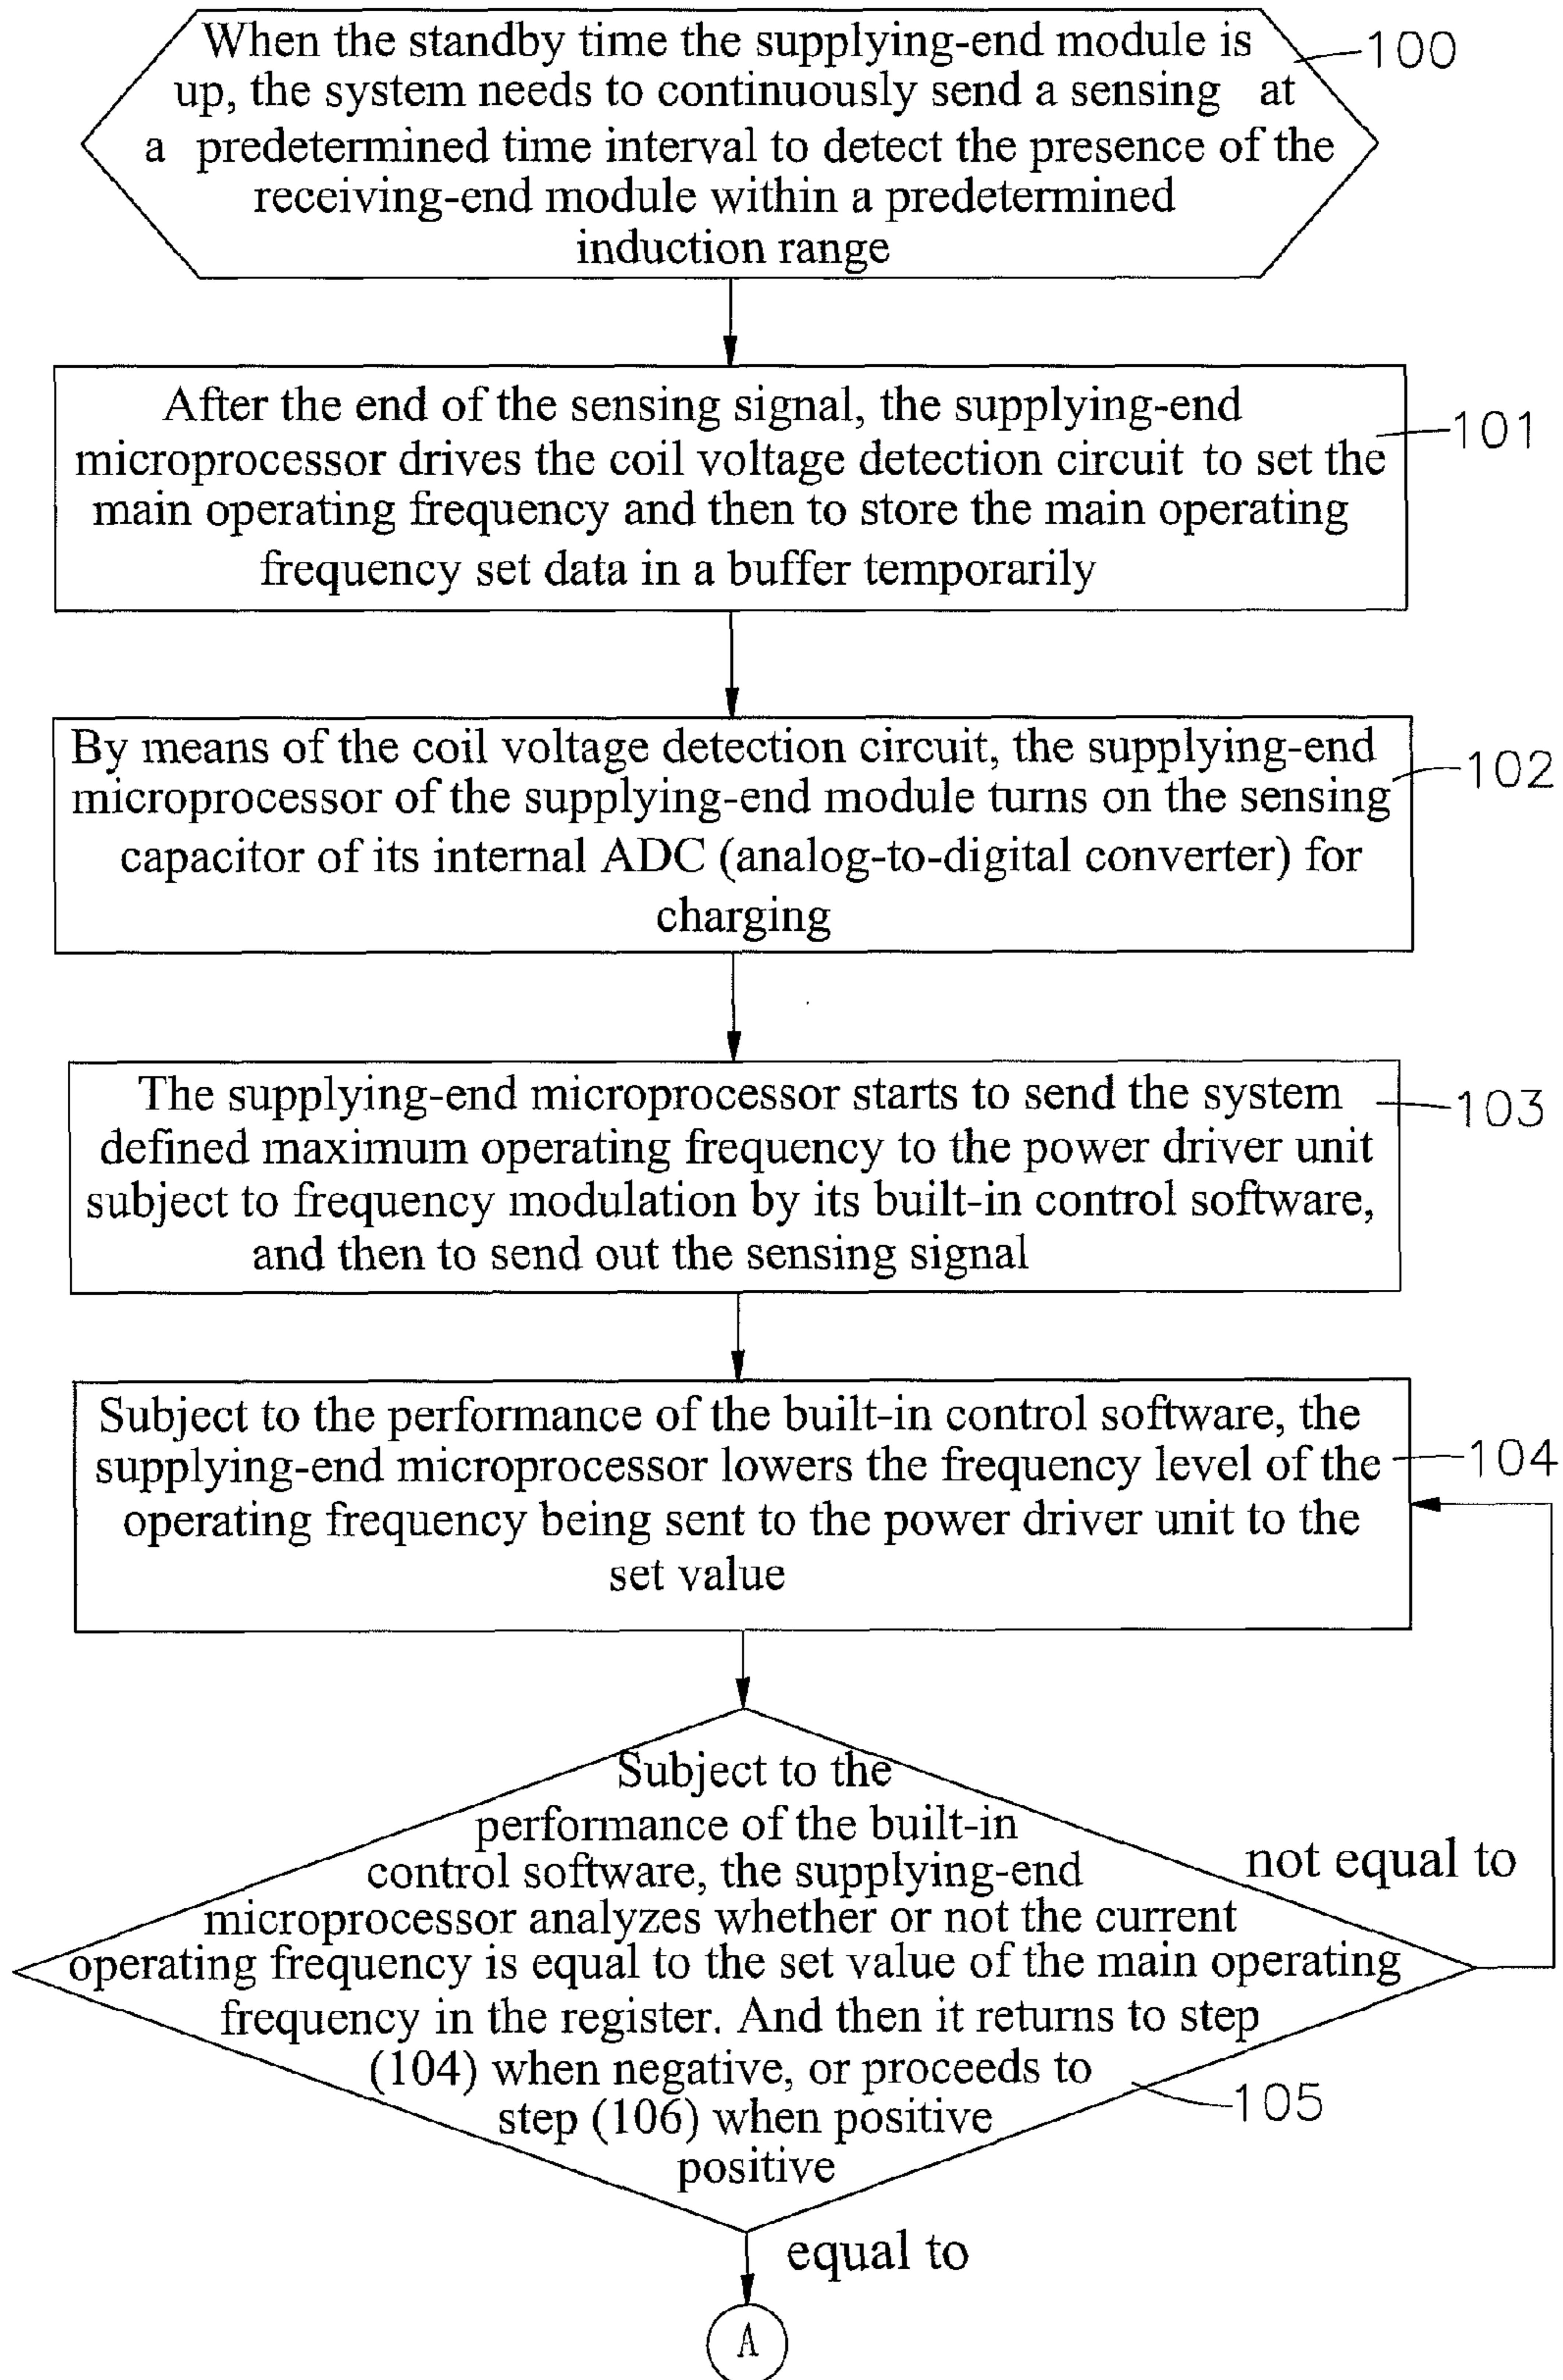 When the standby time the supplying-end module is
100
up, the system needs to continuously send a sensing at
a predetermined time interval to detect the presence of the
receiving-end module within a predetermined
induction range
After the end of the sensing signal, the supplying-end
101
microprocessor drives the coil voltage detection circuit to set the
main operating frequency and then to store the main operating
frequency set data in a buffer temporarily
By means of the coil voltage detection circuit, the supplying-end
102
microprocessor of the supplying-end module turns on the sensing
capacitor of its internal ADC (analog-to-digital converter) for
charging
The supplying-end microprocessor starts to send the system
103
defined maximum operating frequency to the power driver unit
subject to frequency modulation by its built-in control software,
and then to send out the sensing signal
Subject to the performance of the built-in control software, the
104
supplying-end microprocessor lowers the frequency level of the
operating frequency being sent to the power driver unit to the
set value
Subject to the
performance of the built-in
control software, the supplying-end
not equal to
microprocessor analyzes whether or not the current
operating frequency is equal to the set value of the main operating
frequency in the register. And then it returns to step
(104) when negative, or proceeds to
105
step (106) when positive
positive
equal to
A